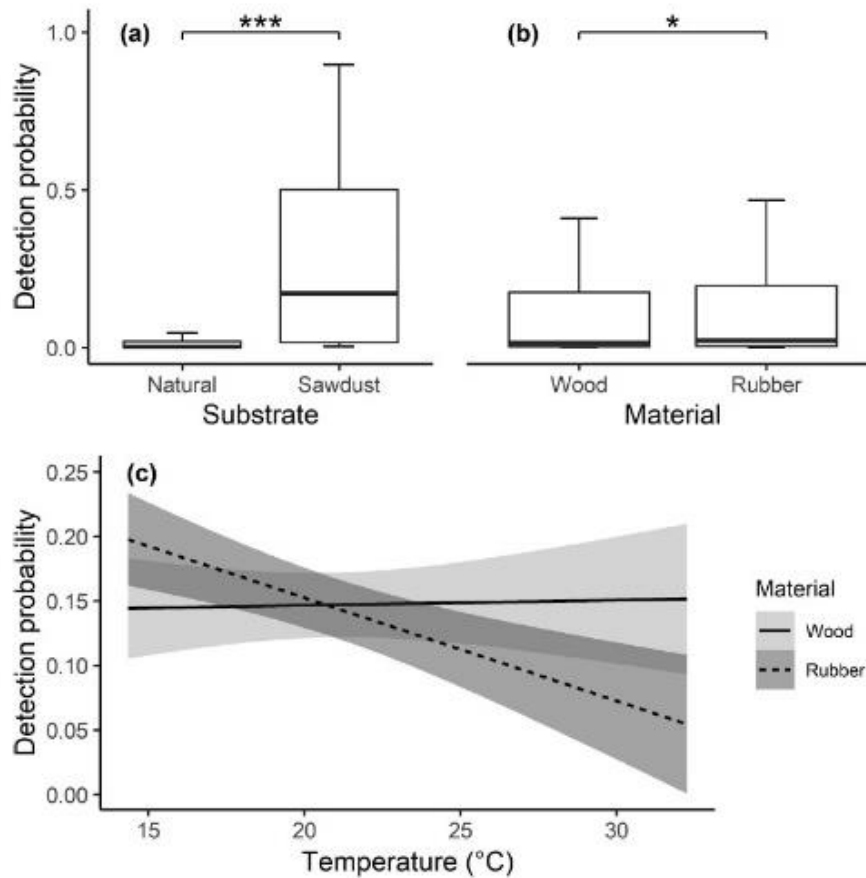 (a)
***
(b)
*
Detection probability
1.0
0.5
0.0
Natural
Sawdust
Wood
Rubber
Substrate
Material
(c)
Detection probability
0.25
0.20
0.15
0.10
0.05
0.00
15
20
25
30
Temperature (°C)
Material
Wood
Rubber